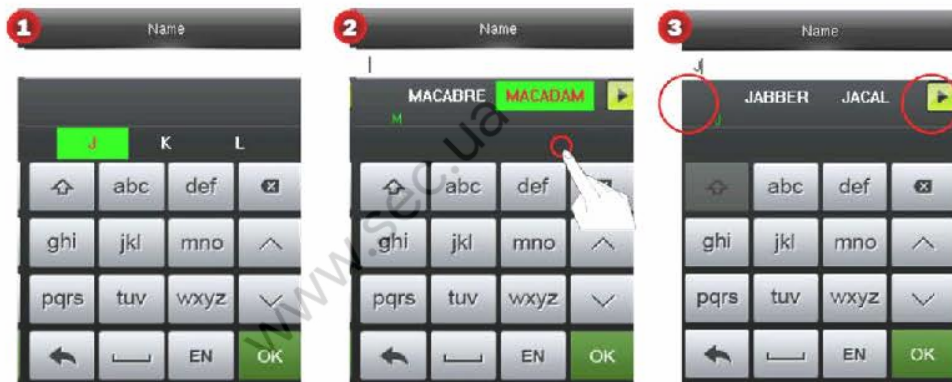 1 Name
J K L
abc def
ghi jkl mno
pqrs tuv wxyz
EN OK
2 Name
MACABRE MACADAM
M
abc def
ghi jkl mno
pqrs tuv wxyz
EN OK
3 Name
J
JABBER JACAL
J
abc def
ghi jkl mno
pqrs tuv wxyz
EN OK
www.sec.ua